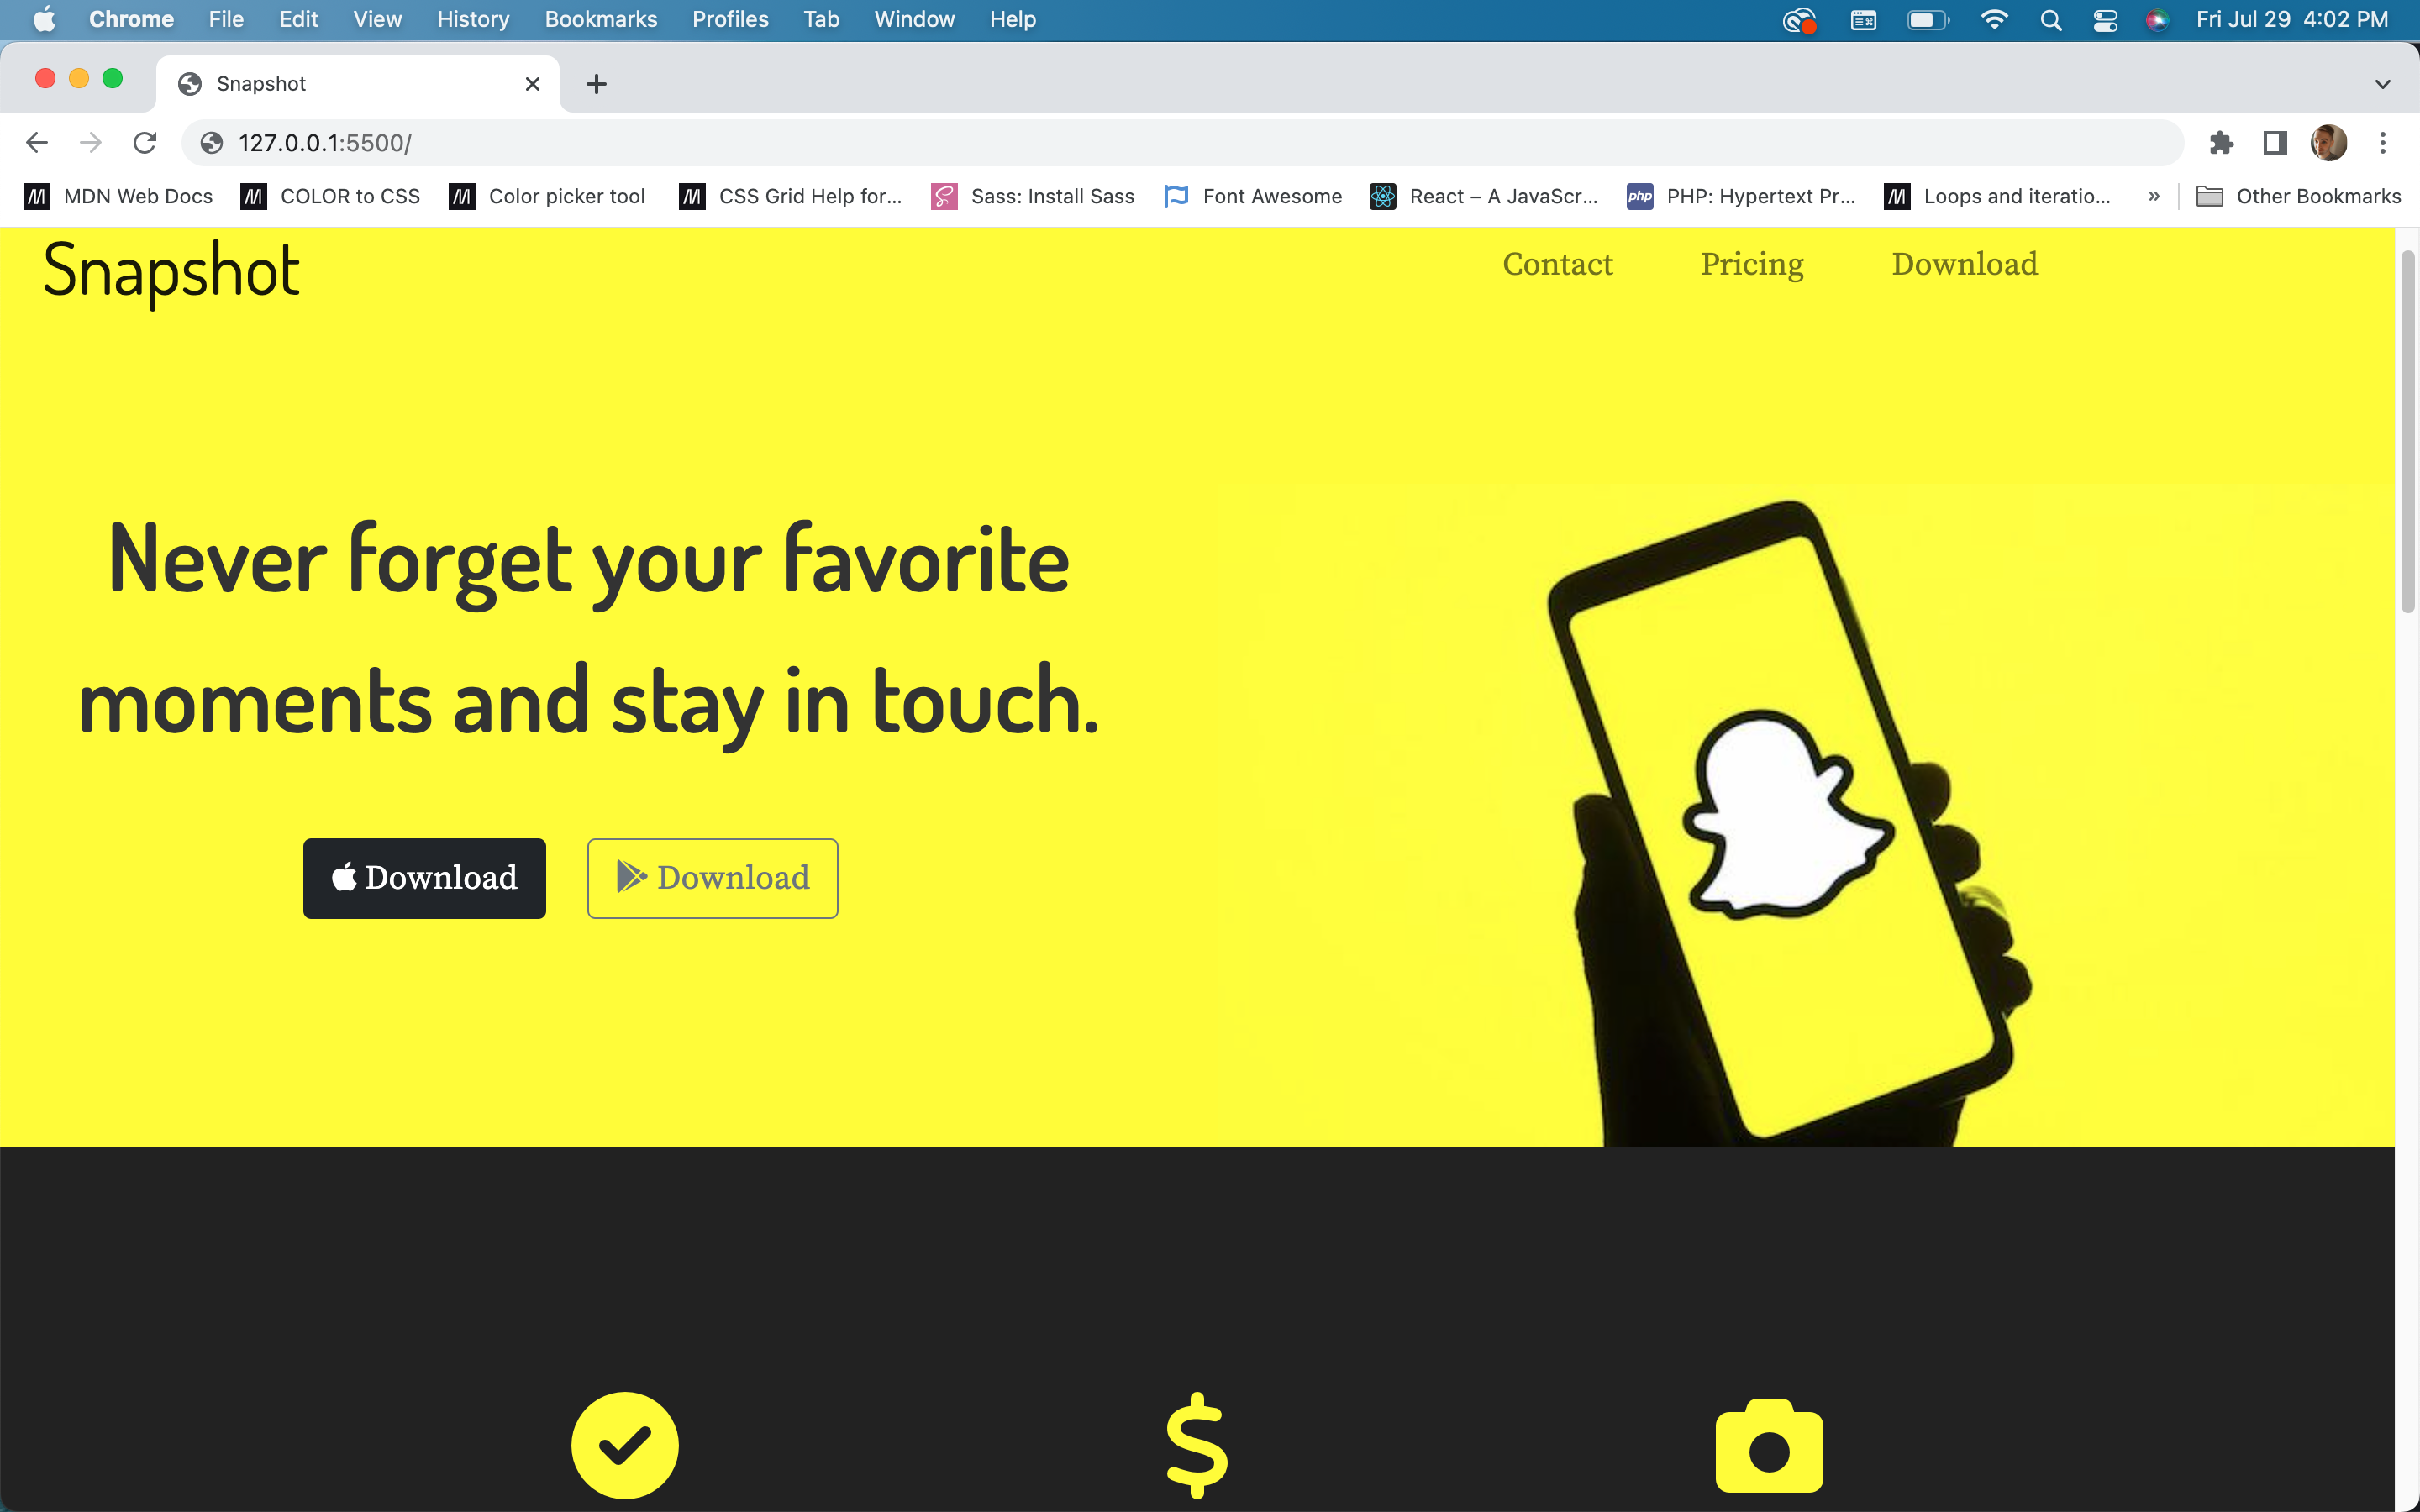 Chrome File Edit View History Bookmarks Profiles Tab Window Help Fri Jul 29 4:02 PM
Snapshot
127.0.0.1:5500/
MDN Web Docs COLOR to CSS Color picker tool CSS Grid Help for... Sass: Install Sass Font Awesome React – A JavaScr... php PHP: Hypertext Pr... Loops and iteratio... » Other Bookmarks
Snapshot Contact Pricing Download
Never forget your favorite
moments and stay in touch.
Download Download